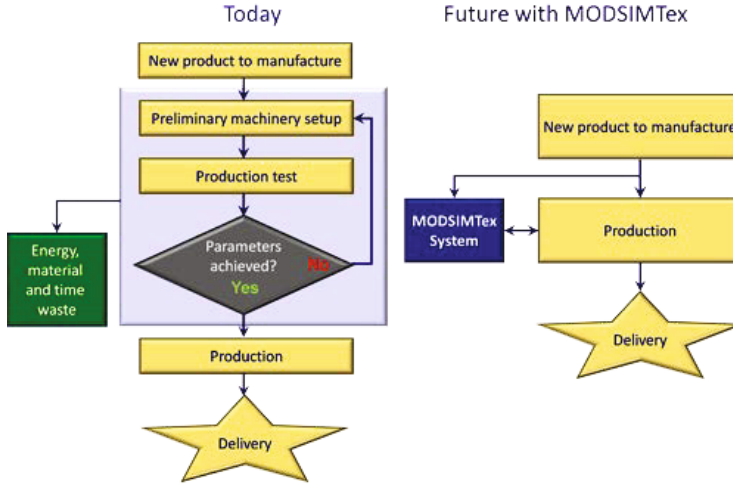 Today
New product to manufacture
Preliminary machinery setup
Production test
Parameters
achieved?
No
Yes
Energy,
material
and time
waste
Production
Delivery
Future with MODSIMTex
New product to manufacture
MODSIMTex
System
Production
Delivery